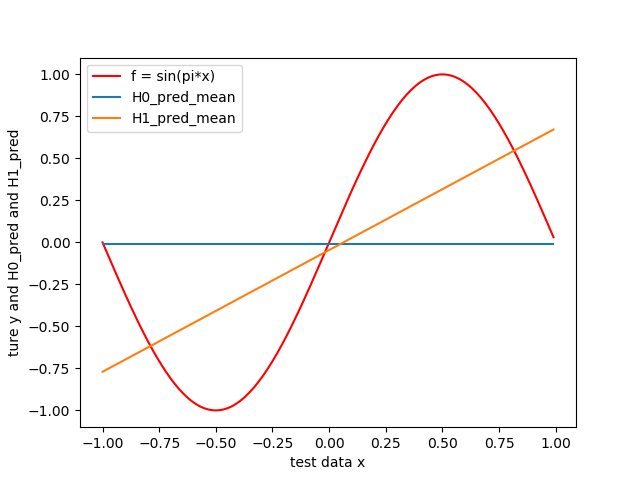 f = sin(pi*x)
H0_pred_mean
H1_pred_mean
1.00
0.75
0.50
0.25
0.00
−0.25
−0.50
−0.75
−1.00
ture y and H0_pred and H1_pred
−1.00 −0.75 −0.50 −0.25 0.00 0.25 0.50 0.75 1.00
test data x